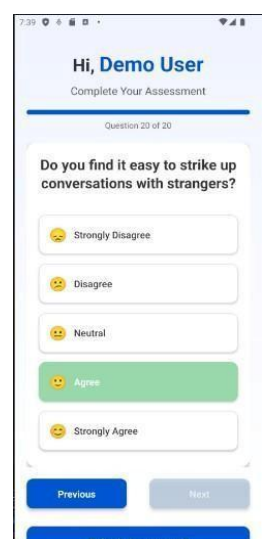 7:39
Hi, Demo User
Complete Your Assessment
Question 20 of 20
Do you find it easy to strike up
conversations with strangers?
Strongly Disagree
Disagree
Neutral
Agree
Strongly Agree
Previous
Next